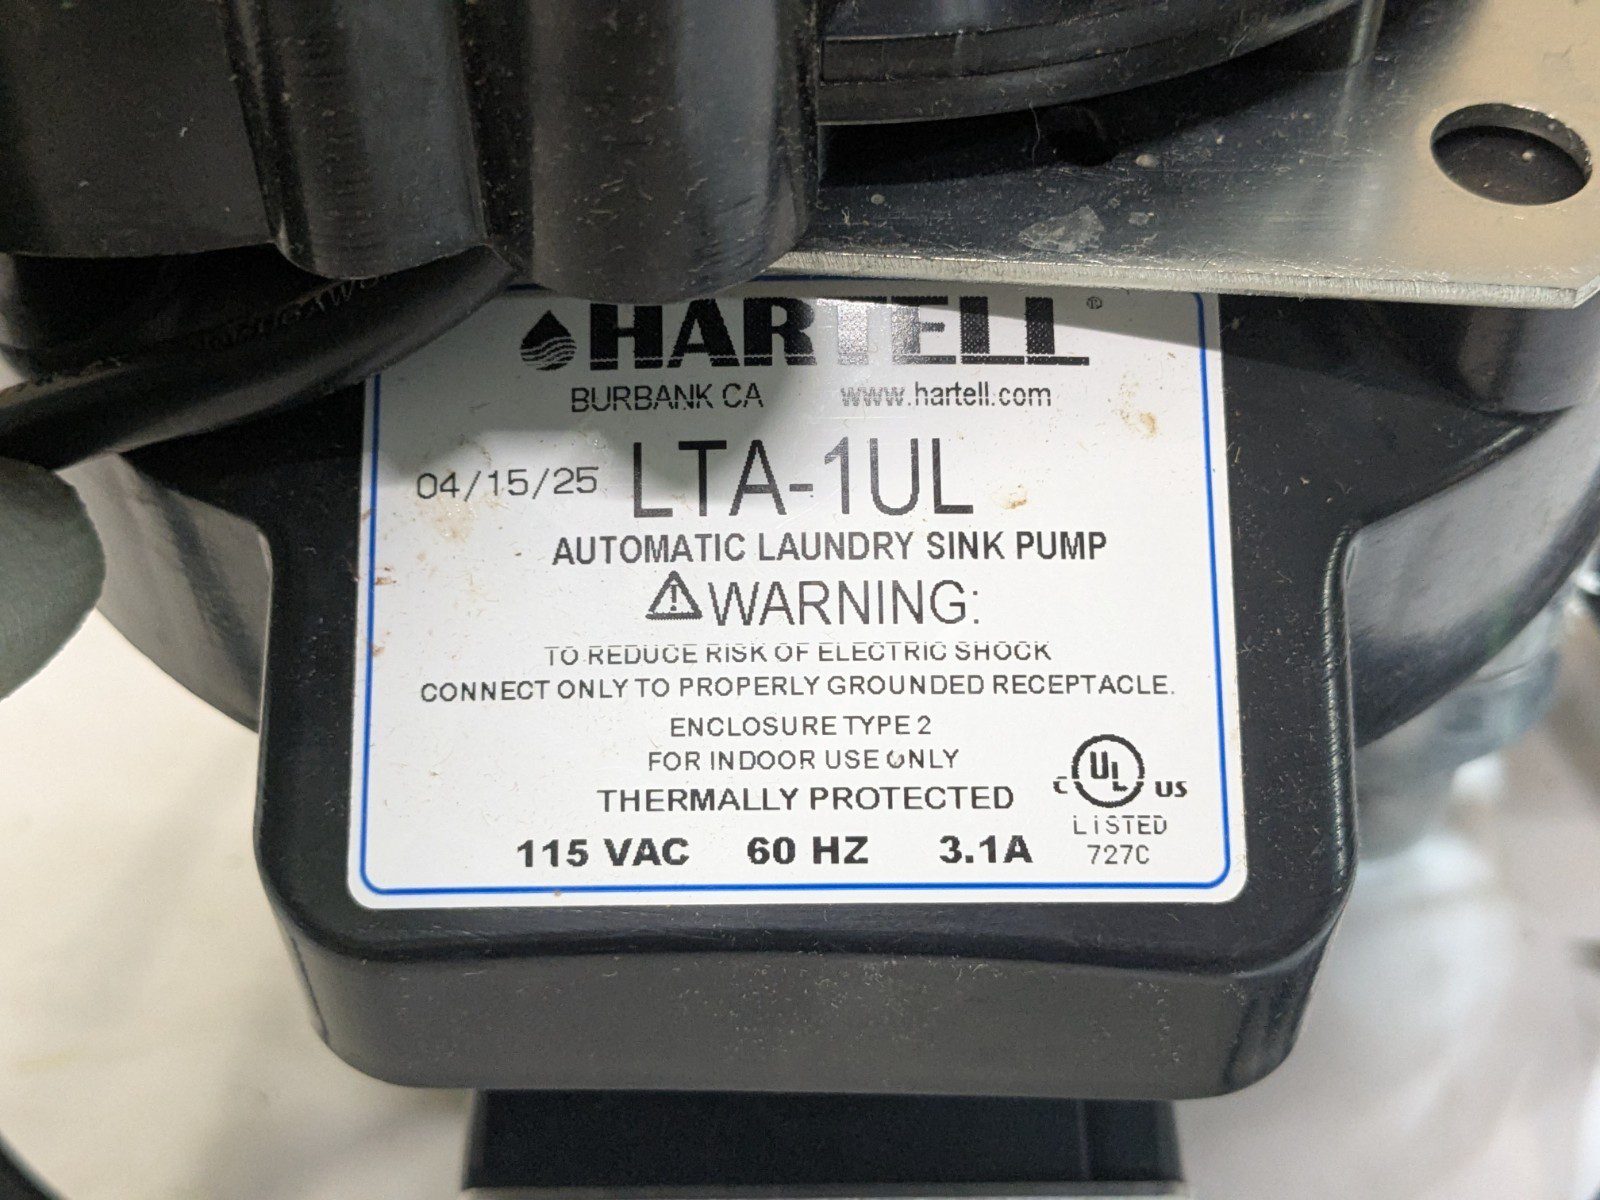 HARTELL®
BURBANK CA www.hartell.com
04/15/25 LTA-1UL
AUTOMATIC LAUNDRY SINK PUMP
WARNING:
TO REDUCE RISK OF ELECTRIC SHOCK
CONNECT ONLY TO PROPERLY GROUNDED RECEPTACLE.
ENCLOSURE TYPE 2
FOR INDOOR USE ONLY
THERMALLY PROTECTED
115 VAC 60 HZ 3.1A
C UL US
LISTED
727C